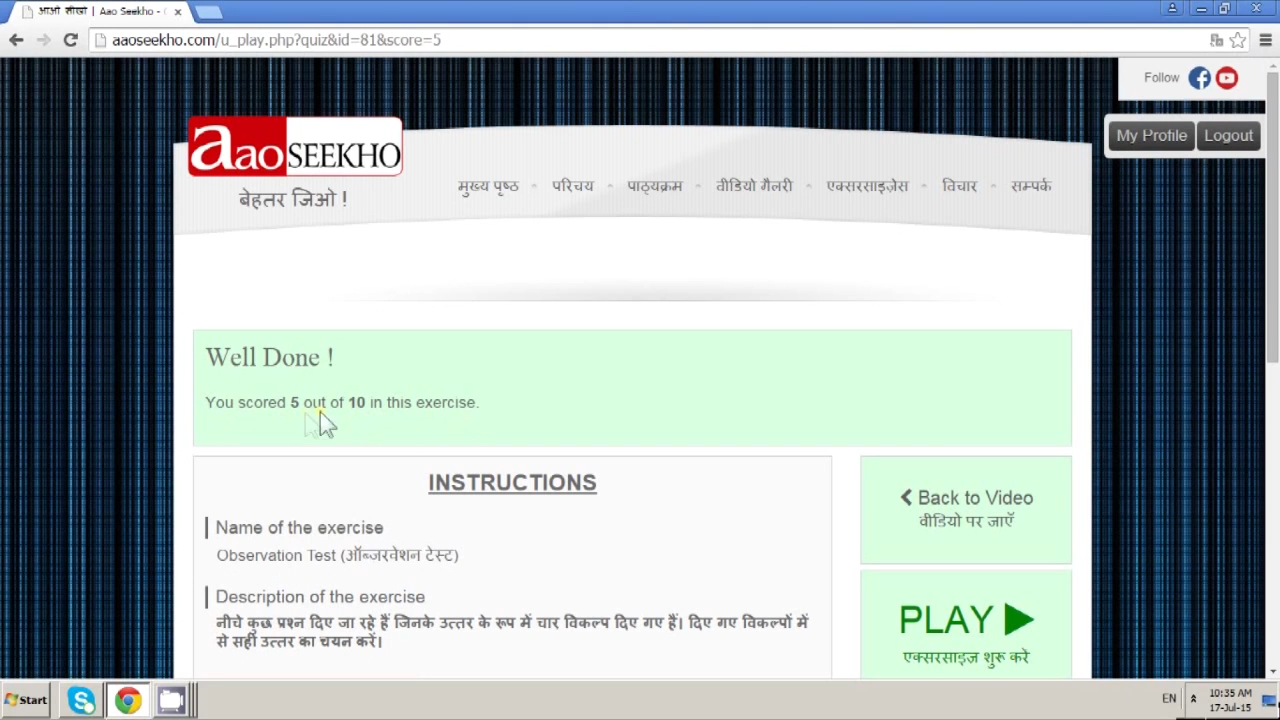 आओ सीखो | Aao Seekho -
aaoseekho.com/u_play.php?quiz&id=81&score=5
Follow
My Profile Logout
aao SEEKHO
बेहतर जिओ !
मुख्य पृष्ठ परिचय पाठ्यक्रम वीडियो गैलरी एक्सरसाइज़ेस विचार सम्पर्क
Well Done !
You scored 5 out of 10 in this exercise.
INSTRUCTIONS
Name of the exercise
Observation Test (ऑब्जरवेशन टेस्ट)
Description of the exercise
नीचे कुछ प्रश्न दिए जा रहे हैं जिनके उत्तर के रूप में चार विकल्प दिए गए हैं। दिए गए विकल्पों में
से सही उत्तर का चयन करें।
Back to Video
वीडियो पर जाएँ
PLAY
एक्सरसाइज़ शुरू करे
Start
EN
10:35 AM
17-Jul-15